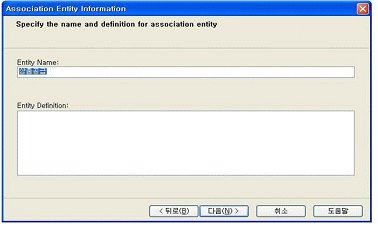 Association Entity Information
Specify the name and definition for association entity
Entity Name:
Entity Definition:
< 뒤로(B)
다음(N) >
취소
도움말